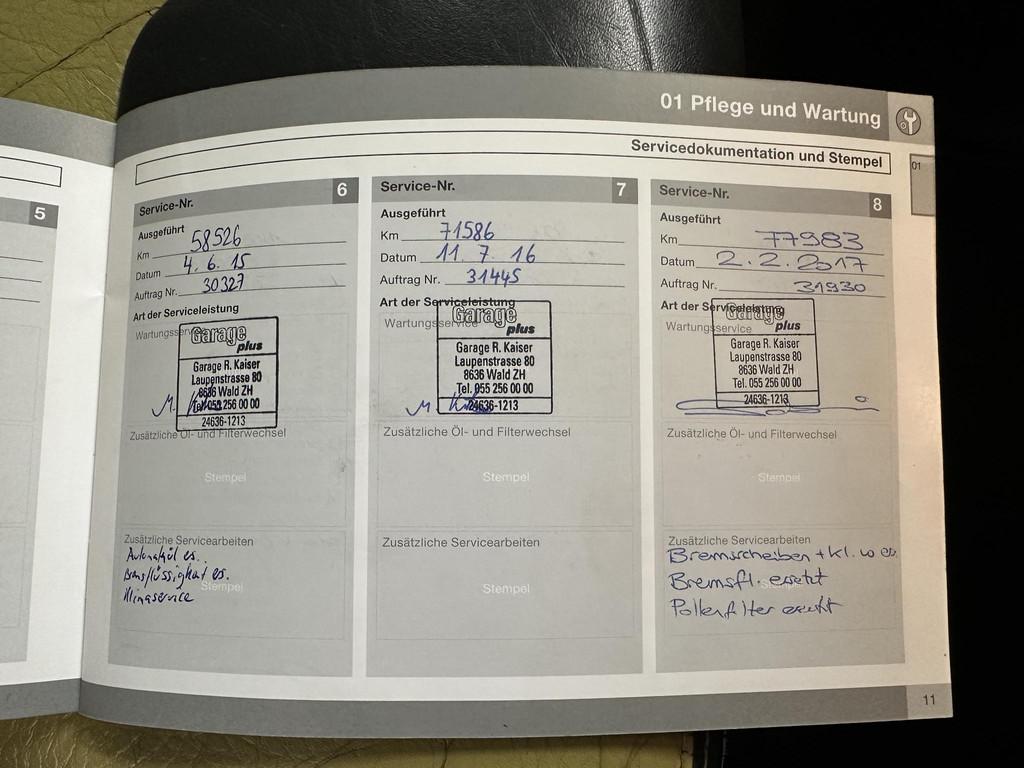 01 Pflege und Wartung
01
Servicedokumentation und Stempel
5
Service-Nr. 6
Ausgeführt
Km 58526
Datum 4.6.15
Auftrag Nr. 30327
Art der Serviceleistung
Wartungsservice
Garage
plus
Garage R. Kaiser
Laupenstrasse 80
8636 Wald ZH
Tel. 055 256 00 00
24636-1213
Zusätzliche Öl- und Filterwechsel
Stempel
Zusätzliche Servicearbeiten
Automatöl es.
Bremsflüssigkeit es.
Stempel
Klimaservice
Service-Nr. 7
Ausgeführt
Km 71586
Datum 11.7.16
Auftrag Nr. 31445
Art der Serviceleistung
Wartungsservice
Garage
plus
Garage R. Kaiser
Laupenstrasse 80
8636 Wald ZH
Tel. 055 256 00 00
24636-1213
Zusätzliche Öl- und Filterwechsel
Stempel
Zusätzliche Servicearbeiten
Stempel
Service-Nr. 8
Ausgeführt
Km 77983
Datum 2.2.2017
Auftrag Nr. 31930
Art der Serviceleistung
Wartungsservice
Garage
plus
Garage R. Kaiser
Laupenstrasse 80
8636 Wald ZH
Tel. 055 256 00 00
24636-1213
Zusätzliche Öl- und Filterwechsel
Stempel
Zusätzliche Servicearbeiten
Bremsscheiben + Kl.
Bremsfl. ersetzt
Pollenfilter ersetzt
11